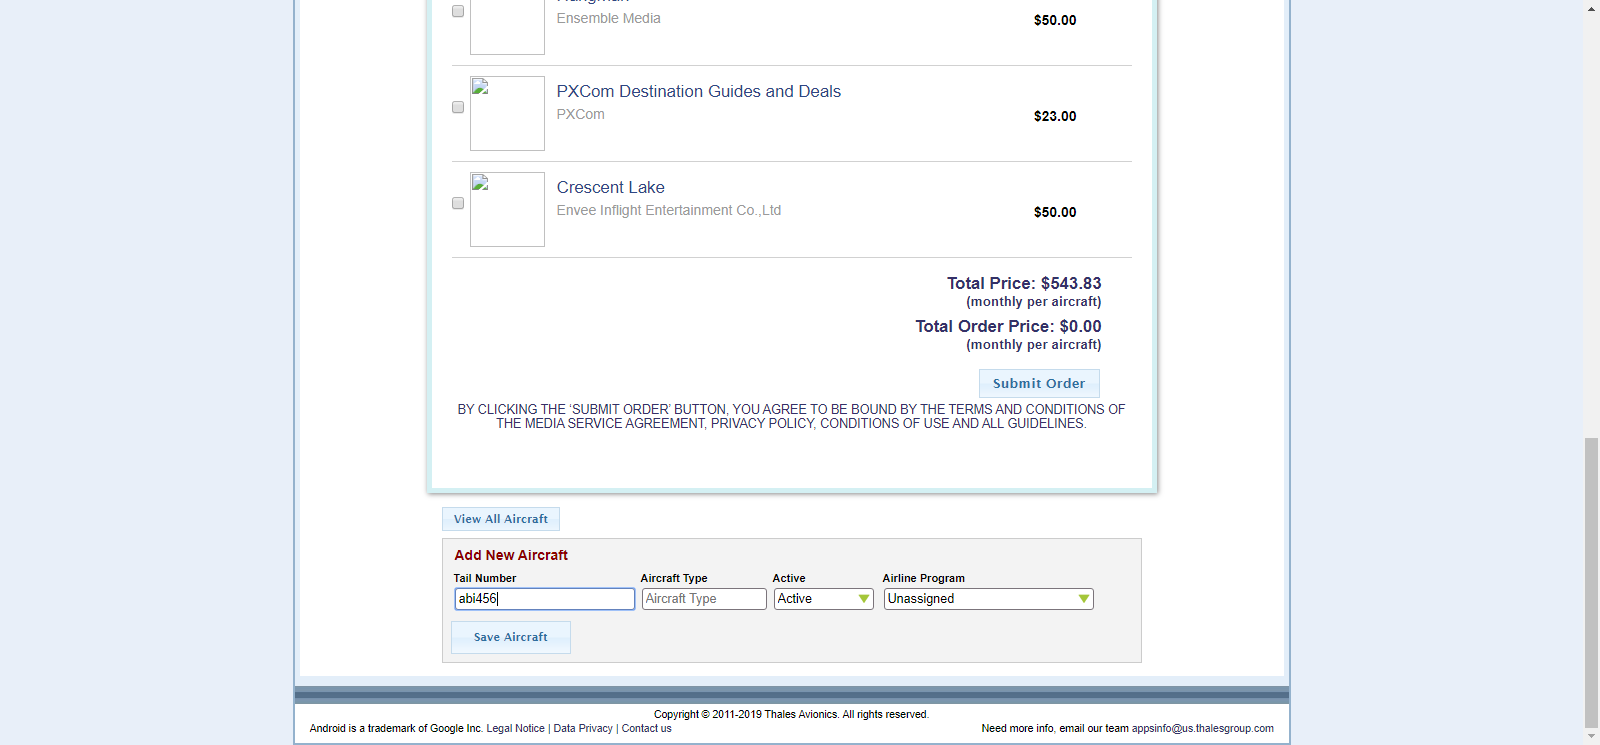 Hangman
Ensemble Media
$50.00
PXCom Destination Guides and Deals
PXCom
$23.00
Crescent Lake
Envee Inflight Entertainment Co.,Ltd
$50.00
Total Price: $543.83
(monthly per aircraft)
Total Order Price: $0.00
(monthly per aircraft)
Submit Order
BY CLICKING THE ‘SUBMIT ORDER’ BUTTON, YOU AGREE TO BE BOUND BY THE TERMS AND CONDITIONS OF
THE MEDIA SERVICE AGREEMENT, PRIVACY POLICY, CONDITIONS OF USE AND ALL GUIDELINES.
View All Aircraft
Add New Aircraft
Tail Number Aircraft Type Active Airline Program
abi456 Aircraft Type Active Unassigned
Save Aircraft
Copyright © 2011-2019 Thales Avionics. All rights reserved.
Android is a trademark of Google Inc. Legal Notice | Data Privacy | Contact us Need more info, email our team appsinfo@us.thalesgroup.com